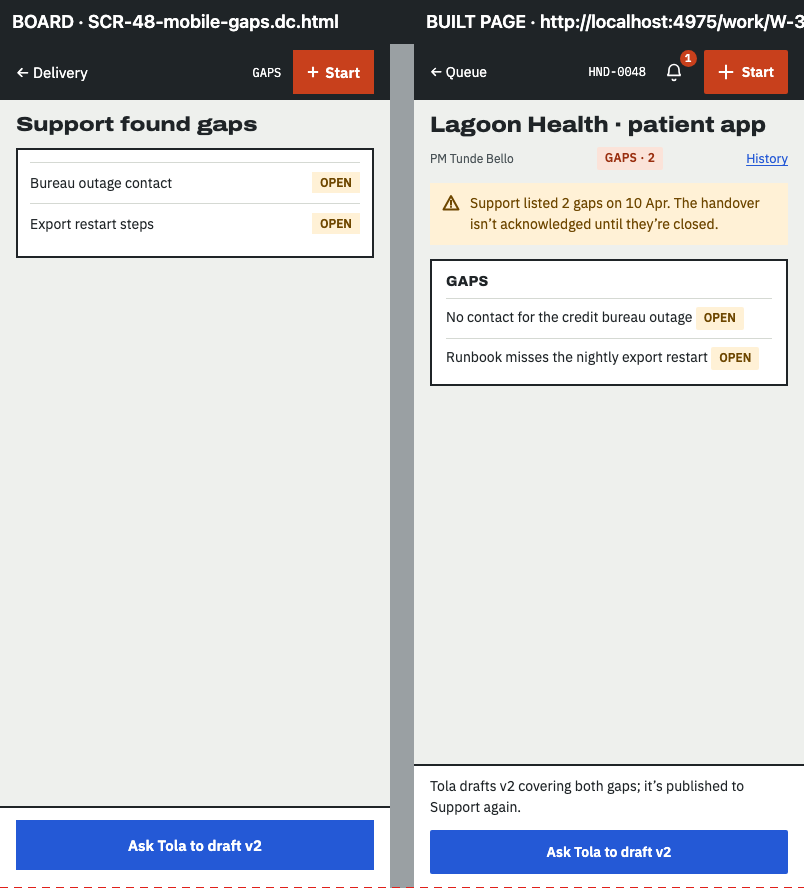 BOARD · SCR-48-mobile-gaps.dc.html
← Delivery
GAPS
+ Start
Support found gaps
Bureau outage contact
OPEN
Export restart steps
OPEN
Ask Tola to draft v2
BUILT PAGE · http://localhost:4975/work/W-3
← Queue
HND-0048
1
+ Start
Lagoon Health · patient app
PM Tunde Bello
GAPS · 2
History
Support listed 2 gaps on 10 Apr. The handover
isn’t acknowledged until they’re closed.
GAPS
No contact for the credit bureau outage
OPEN
Runbook misses the nightly export restart
OPEN
Tola drafts v2 covering both gaps; it’s published to
Support again.
Ask Tola to draft v2